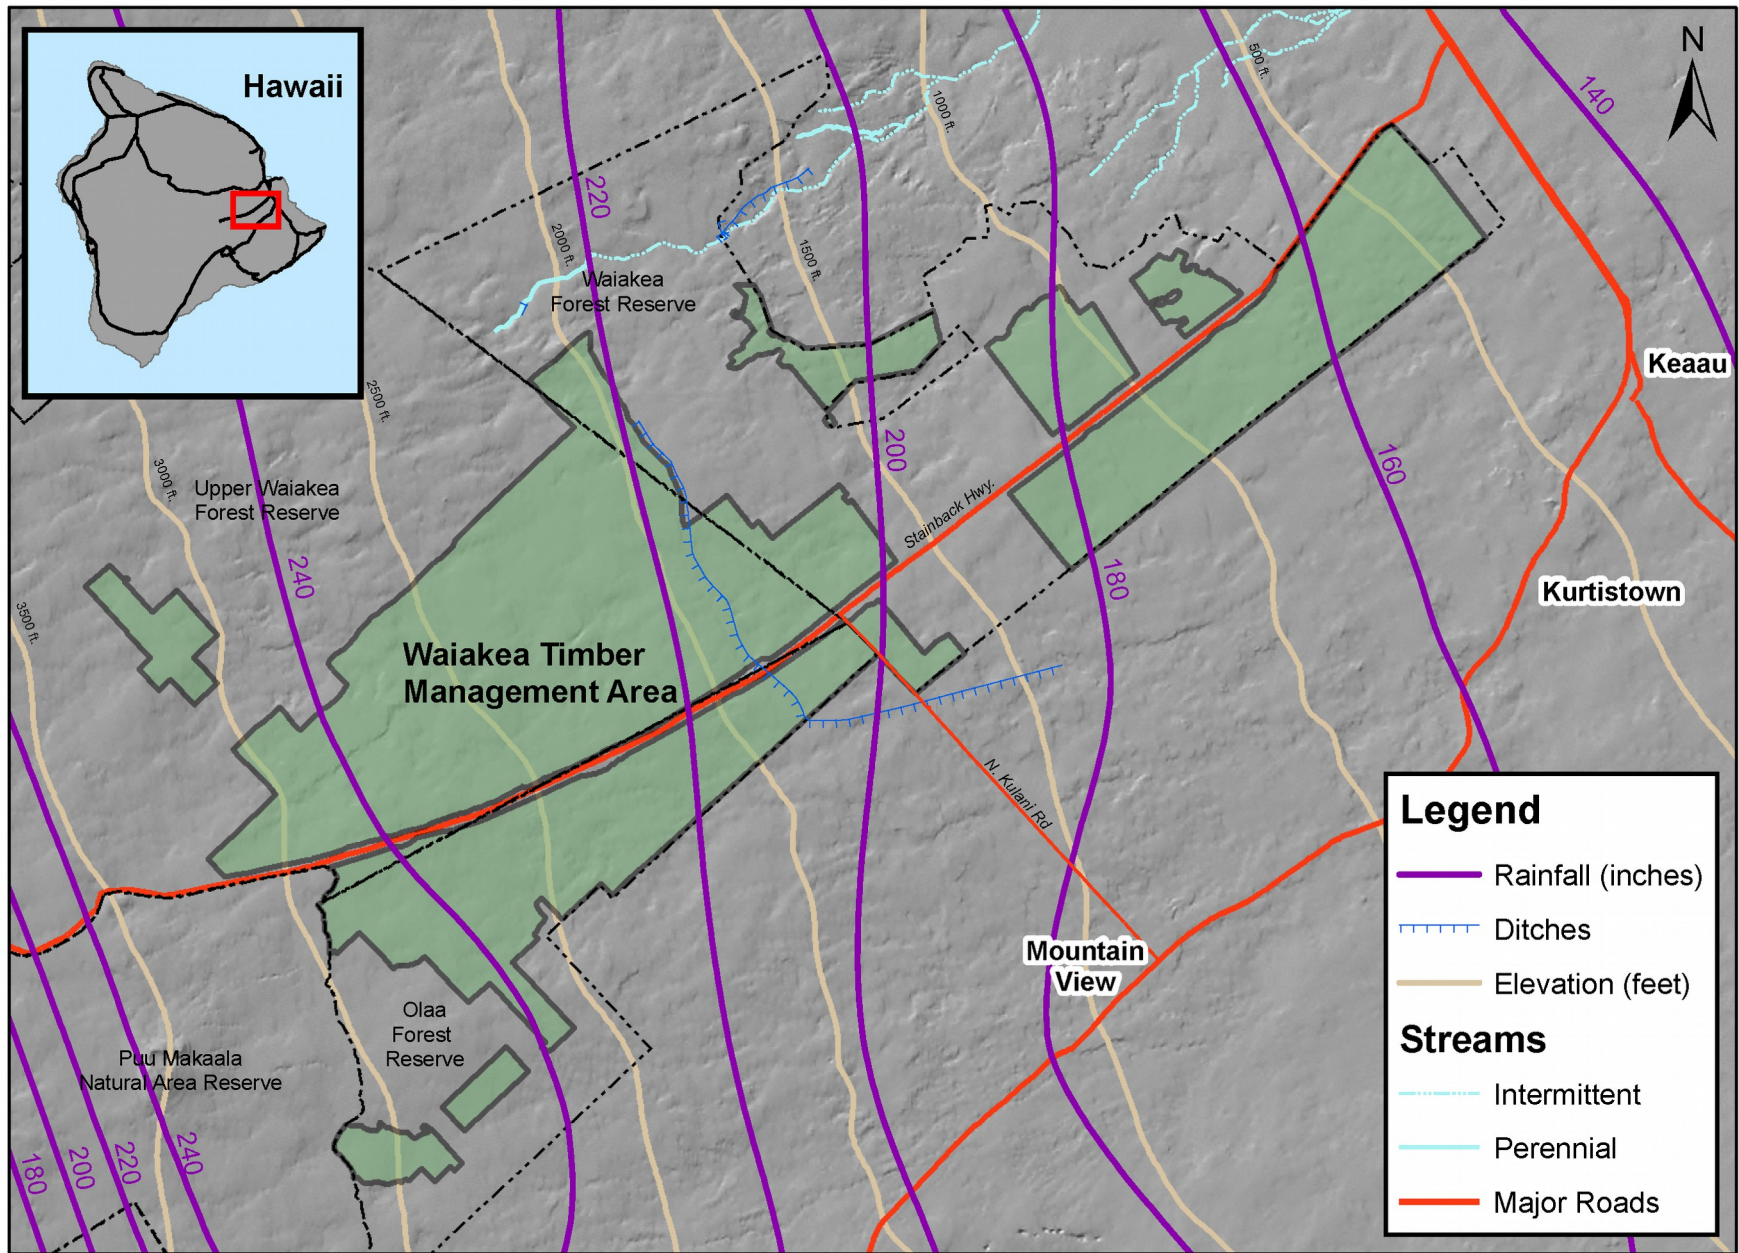 Hawaii
N
140
500 ft.
1000 ft.
220
2000 ft.
1500 ft.
Waiakea
Forest Reserve
Keaau
2500 ft.
200
160
3000 ft.
Upper Waiakea
Forest Reserve
Stainback Hwy.
240
180
Kurtistown
3500 ft.
Waiakea Timber
Management Area
N. Kulani Rd
Mountain
View
Olaa
Forest
Reserve
Puu Makaala
Natural Area Reserve
180
200
220
240
Legend
Rainfall (inches)
Ditches
Elevation (feet)
Streams
Intermittent
Perennial
Major Roads